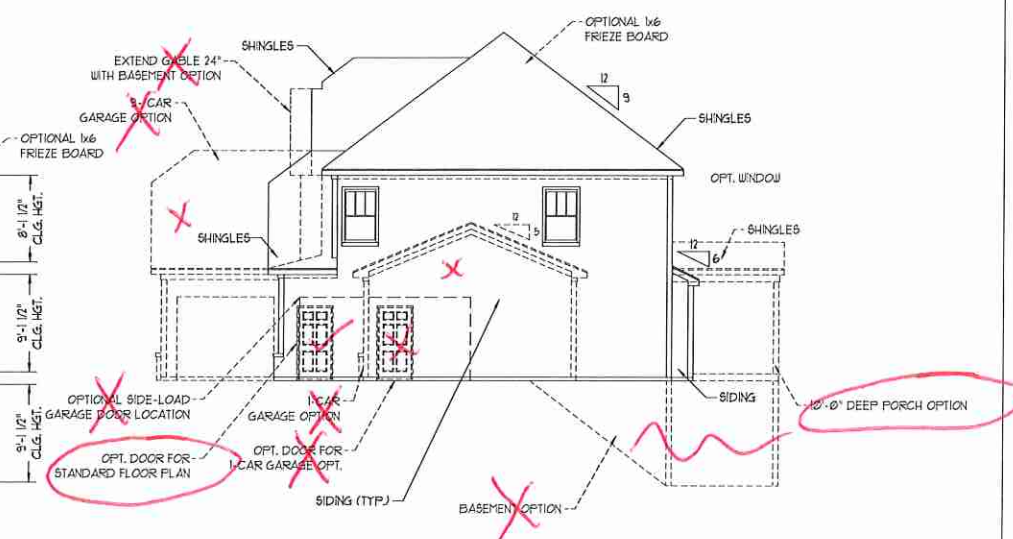 OPTIONAL 1x6
FRIEZE BOARD
SHINGLES
EXTEND GABLE 24"
WITH BASEMENT OPTION
12
9
3-CAR
GARAGE OPTION
SHINGLES
OPTIONAL 1x6
FRIEZE BOARD
OPT. WINDOW
8'-1 1/2"
CLG. HGT.
12
5
SHINGLES
SHINGLES
12
6
9'-1 1/2"
CLG. HGT.
OPTIONAL SIDE-LOAD
GARAGE DOOR LOCATION
1-CAR
GARAGE OPTION
SIDING
10'-0" DEEP PORCH OPTION
9'-1 1/2"
CLG. HGT.
OPT. DOOR FOR
STANDARD FLOOR PLAN
OPT. DOOR FOR
1-CAR GARAGE OPT.
SIDING (TYP.)
BASEMENT OPTION